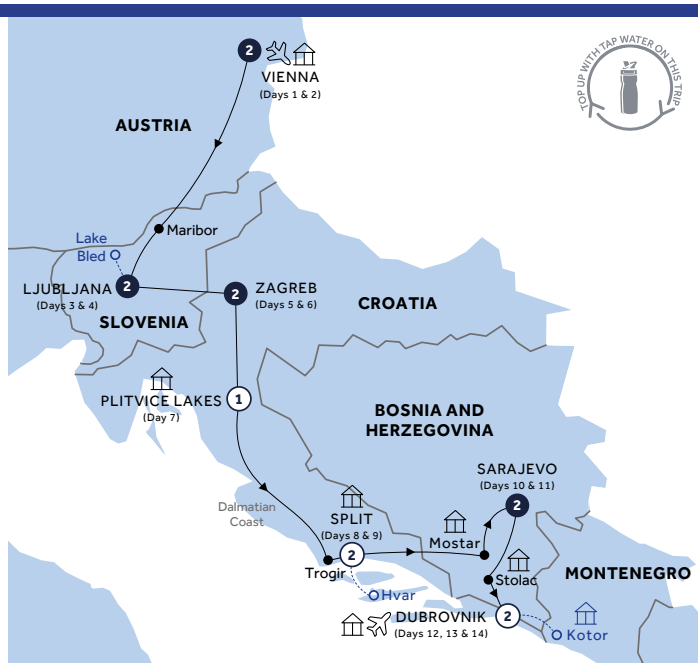 TOP UP WITH TAP WATER ON THIS TRIP
2
VIENNA
(Days 1 & 2)
AUSTRIA
Maribor
Lake
Bled
LJUBLJANA
2
(Days 3 & 4)
SLOVENIA
2
ZAGREB
(Days 5 & 6)
CROATIA
PLITVICE LAKES
1
(Day 7)
BOSNIA AND
HERZEGOVINA
SARAJEVO
(Days 10 & 11)
2
Dalmatian
Coast
SPLIT
(Days 8 & 9)
2
Trogir
Mostar
Stolac
MONTENEGRO
Hvar
DUBROVNIK
2
(Days 12, 13 & 14)
Kotor